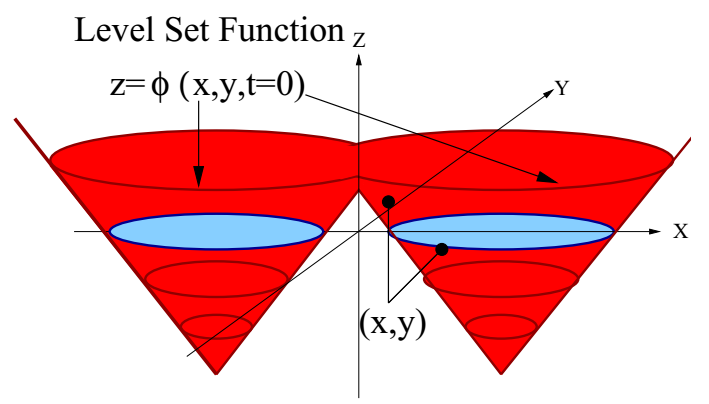 Level Set Function
Z
z= ϕ (x,y,t=0)
Y
X
(x,y)